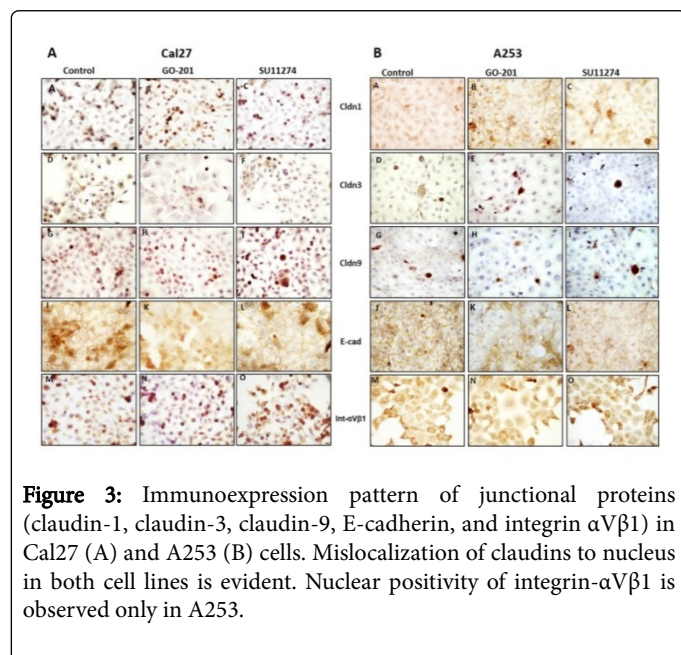 A Cal27 B A253
Control GO-201 SU11274 Control GO-201 SU11274
A B C Cldn1 A B C
D E F Cldn3 D E F
G H I Cldn9 G H I
J K L E-cad J K L
M N O Int-αVβ1 M N O
Figure 3: Immunoexpression pattern of junctional proteins
(claudin-1, claudin-3, claudin-9, E-cadherin, and integrin αVβ1) in
Cal27 (A) and A253 (B) cells. Mislocalization of claudins to nucleus
in both cell lines is evident. Nuclear positivity of integrin-αVβ1 is
observed only in A253.